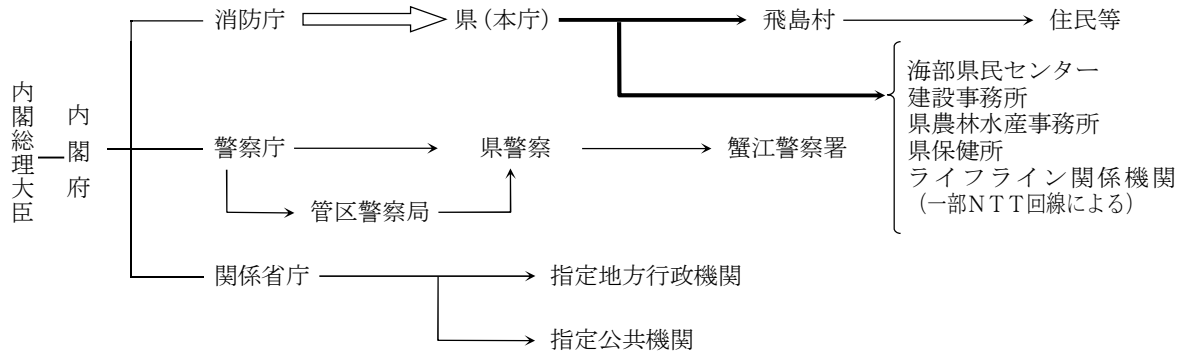 消防庁
県(本庁)
飛島村
住民等
海部県民センター
建設事務所
県農林水産事務所
県保健所
ライフライン関係機関
(一部NTT回線による)
内閣総理大臣
内閣府
警察庁
県警察
蟹江警察署
管区警察局
関係省庁
指定地方行政機関
指定公共機関